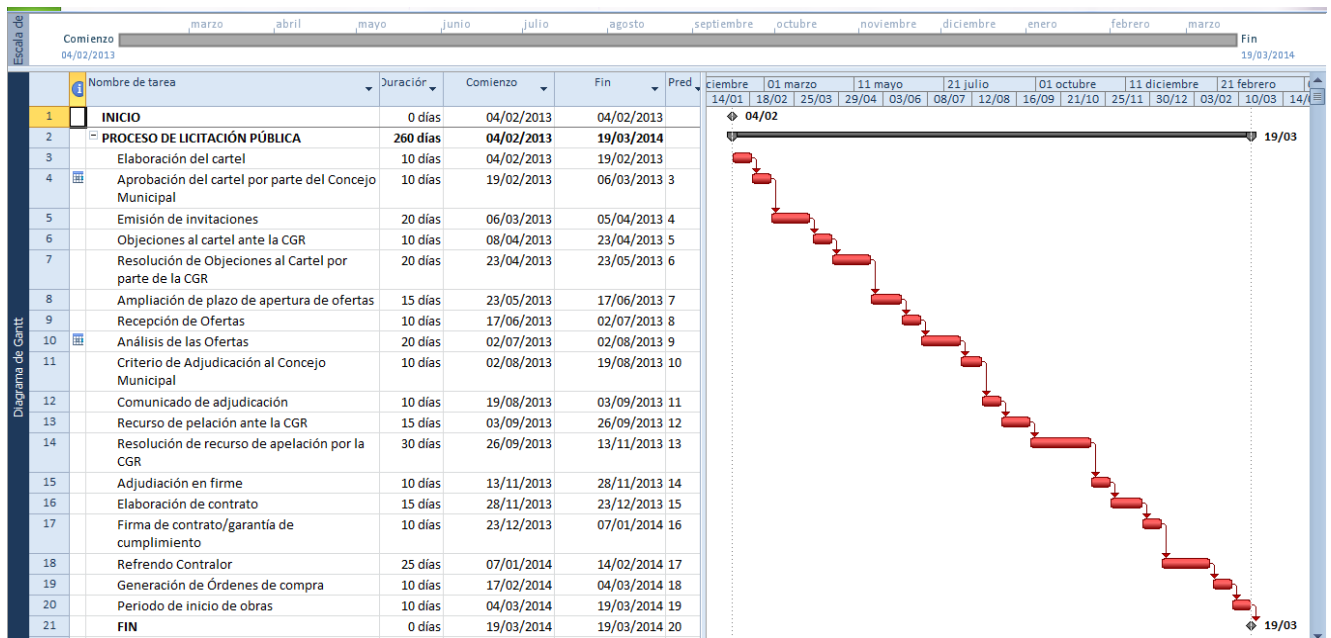 marzo abril mayo junio julio agosto septiembre octubre noviembre diciembre enero febrero marzo
Escala de
Comienzo
04/02/2013
Fin
19/03/2014
Nombre de tarea Duración Comienzo Fin Pred
ciembre 01 marzo 11 mayo 21 julio 01 octubre 11 diciembre 21 febrero
14/01 18/02 25/03 29/04 03/06 08/07 12/08 16/09 21/10 25/11 30/12 03/02 10/03 14/
Diagrama de Gantt
1 INICIO 0 días 04/02/2013 04/02/2013 04/02
2 PROCESO DE LICITACIÓN PÚBLICA 260 días 04/02/2013 19/03/2014 19/03
3 Elaboración del cartel 10 días 04/02/2013 19/02/2013
4 Aprobación del cartel por parte del Concejo 10 días 19/02/2013 06/03/2013 3
Municipal
5 Emisión de invitaciones 20 días 06/03/2013 05/04/2013 4
6 Objeciones al cartel ante la CGR 10 días 08/04/2013 23/04/2013 5
7 Resolución de Objeciones al Cartel por 20 días 23/04/2013 23/05/2013 6
parte de la CGR
8 Ampliación de plazo de apertura de ofertas 15 días 23/05/2013 17/06/2013 7
9 Recepción de Ofertas 10 días 17/06/2013 02/07/2013 8
10 Análisis de las Ofertas 20 días 02/07/2013 02/08/2013 9
11 Criterio de Adjudicación al Concejo 10 días 02/08/2013 19/08/2013 10
Municipal
12 Comunicado de adjudicación 10 días 19/08/2013 03/09/2013 11
13 Recurso de pelación ante la CGR 15 días 03/09/2013 26/09/2013 12
14 Resolución de recurso de apelación por la 30 días 26/09/2013 13/11/2013 13
CGR
15 Adjudiación en firme 10 días 13/11/2013 28/11/2013 14
16 Elaboración de contrato 15 días 28/11/2013 23/12/2013 15
17 Firma de contrato/garantía de 10 días 23/12/2013 07/01/2014 16
cumplimiento
18 Refrendo Contralor 25 días 07/01/2014 14/02/2014 17
19 Generación de Órdenes de compra 10 días 17/02/2014 04/03/2014 18
20 Periodo de inicio de obras 10 días 04/03/2014 19/03/2014 19
21 FIN 0 días 19/03/2014 19/03/2014 20 19/03